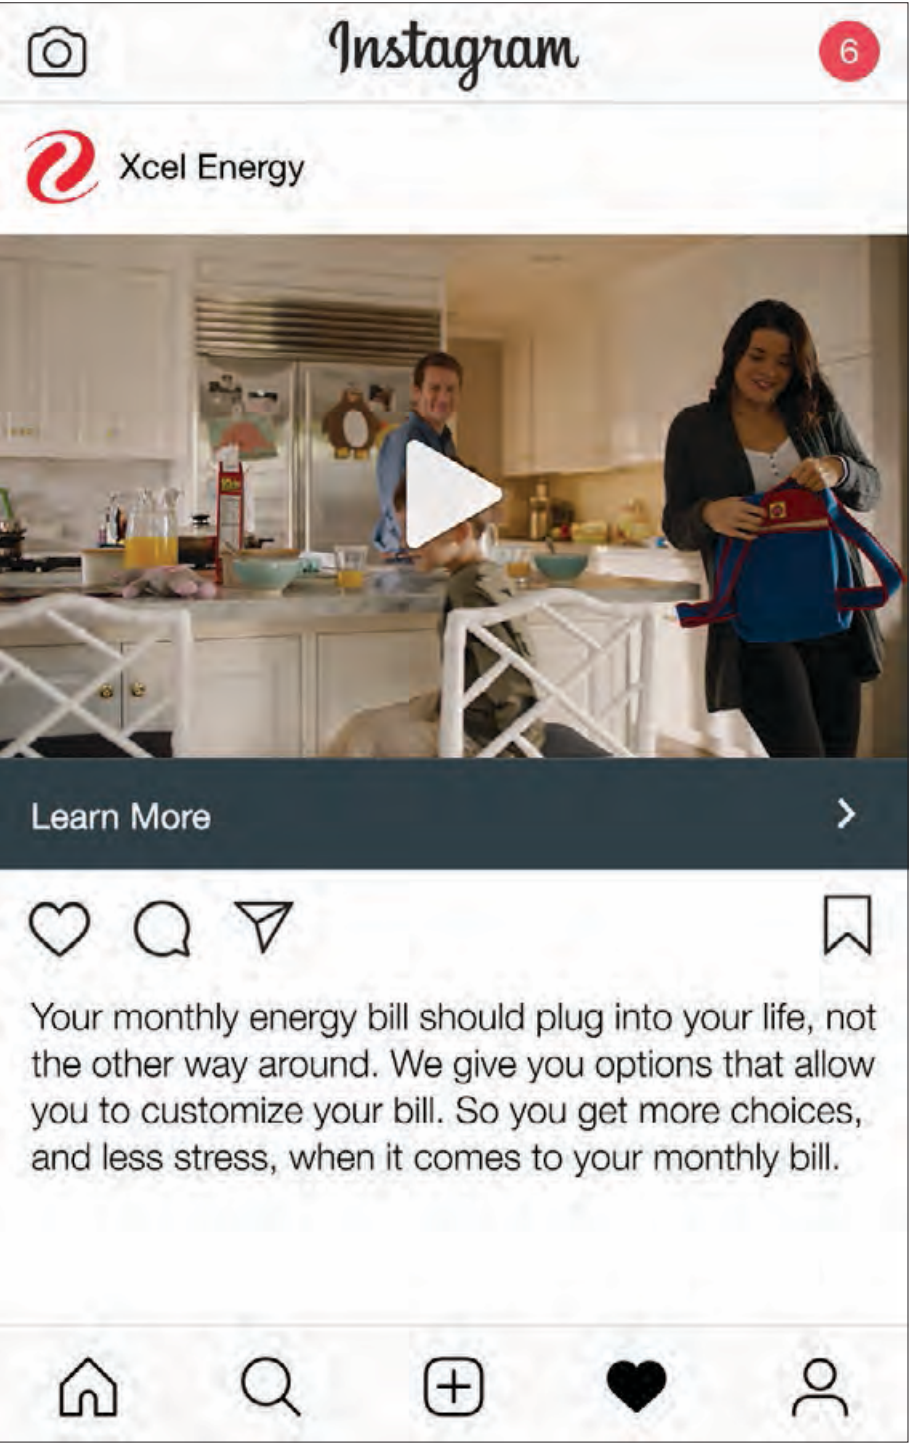 Instagram
6
Xcel Energy
Learn More
Your monthly energy bill should plug into your life, not
the other way around. We give you options that allow
you to customize your bill. So you get more choices,
and less stress, when it comes to your monthly bill.